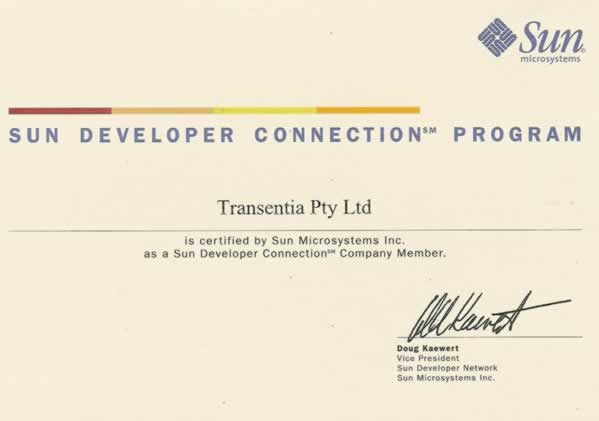 Sun
microsystems
SUN DEVELOPER CONNECTION℠ PROGRAM
Transentia Pty Ltd
is certified by Sun Microsystems Inc.
as a Sun Developer Connection℠ Company Member.
Doug Kaewert
Doug Kaewert
Vice President
Sun Developer Network
Sun Microsystems Inc.